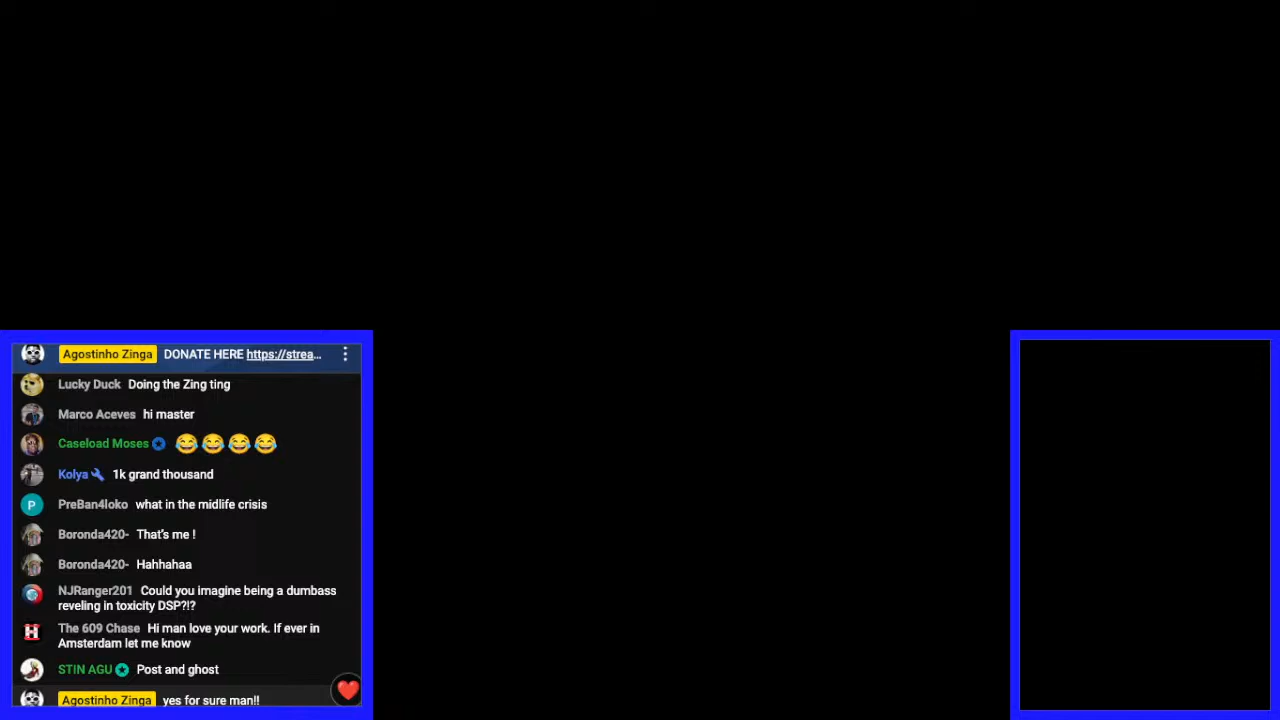 Agostinho Zinga DONATE HERE https://strea...
Lucky Duck Doing the Zing ting
Marco Aceves hi master
Caseload Moses 😂😂😂😂
Kolya 1k grand thousand
P PreBan4loko what in the midlife crisis
Boronda420- That's me !
Boronda420- Hahhahaa
NJRanger201 Could you imagine being a dumbass
reveling in toxicity DSP?!?
H The 609 Chase Hi man love your work. If ever in
Amsterdam let me know
STIN AGU Post and ghost
Agostinho Zinga yes for sure man!!